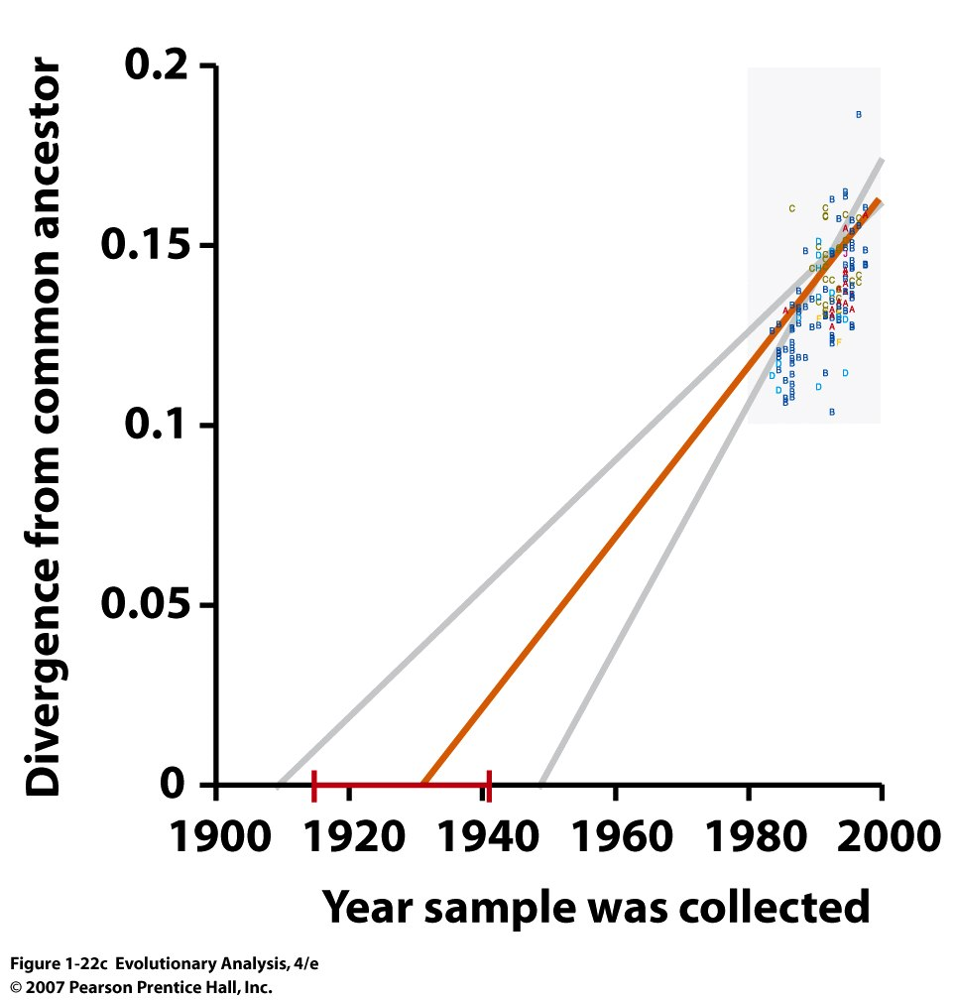 Divergence from common ancestor
0.2
0.15
0.1
0.05
0
1900 1920 1940 1960 1980 2000
Year sample was collected
Figure 1-22c Evolutionary Analysis, 4/e
© 2007 Pearson Prentice Hall, Inc.